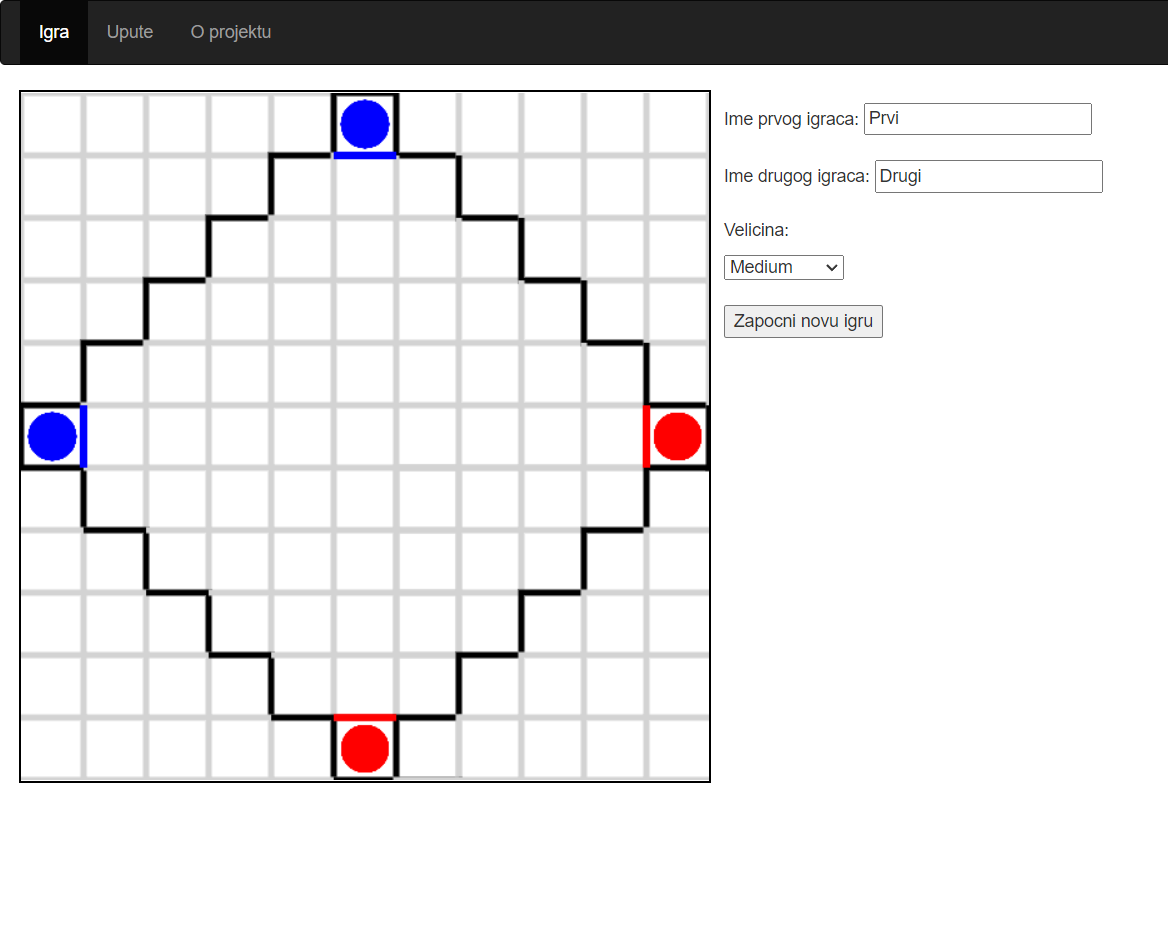 Igra Upute O projektu
Ime prvog igraca: Prvi
Ime drugog igraca: Drugi
Velicina:
Medium
Zapocni novu igru